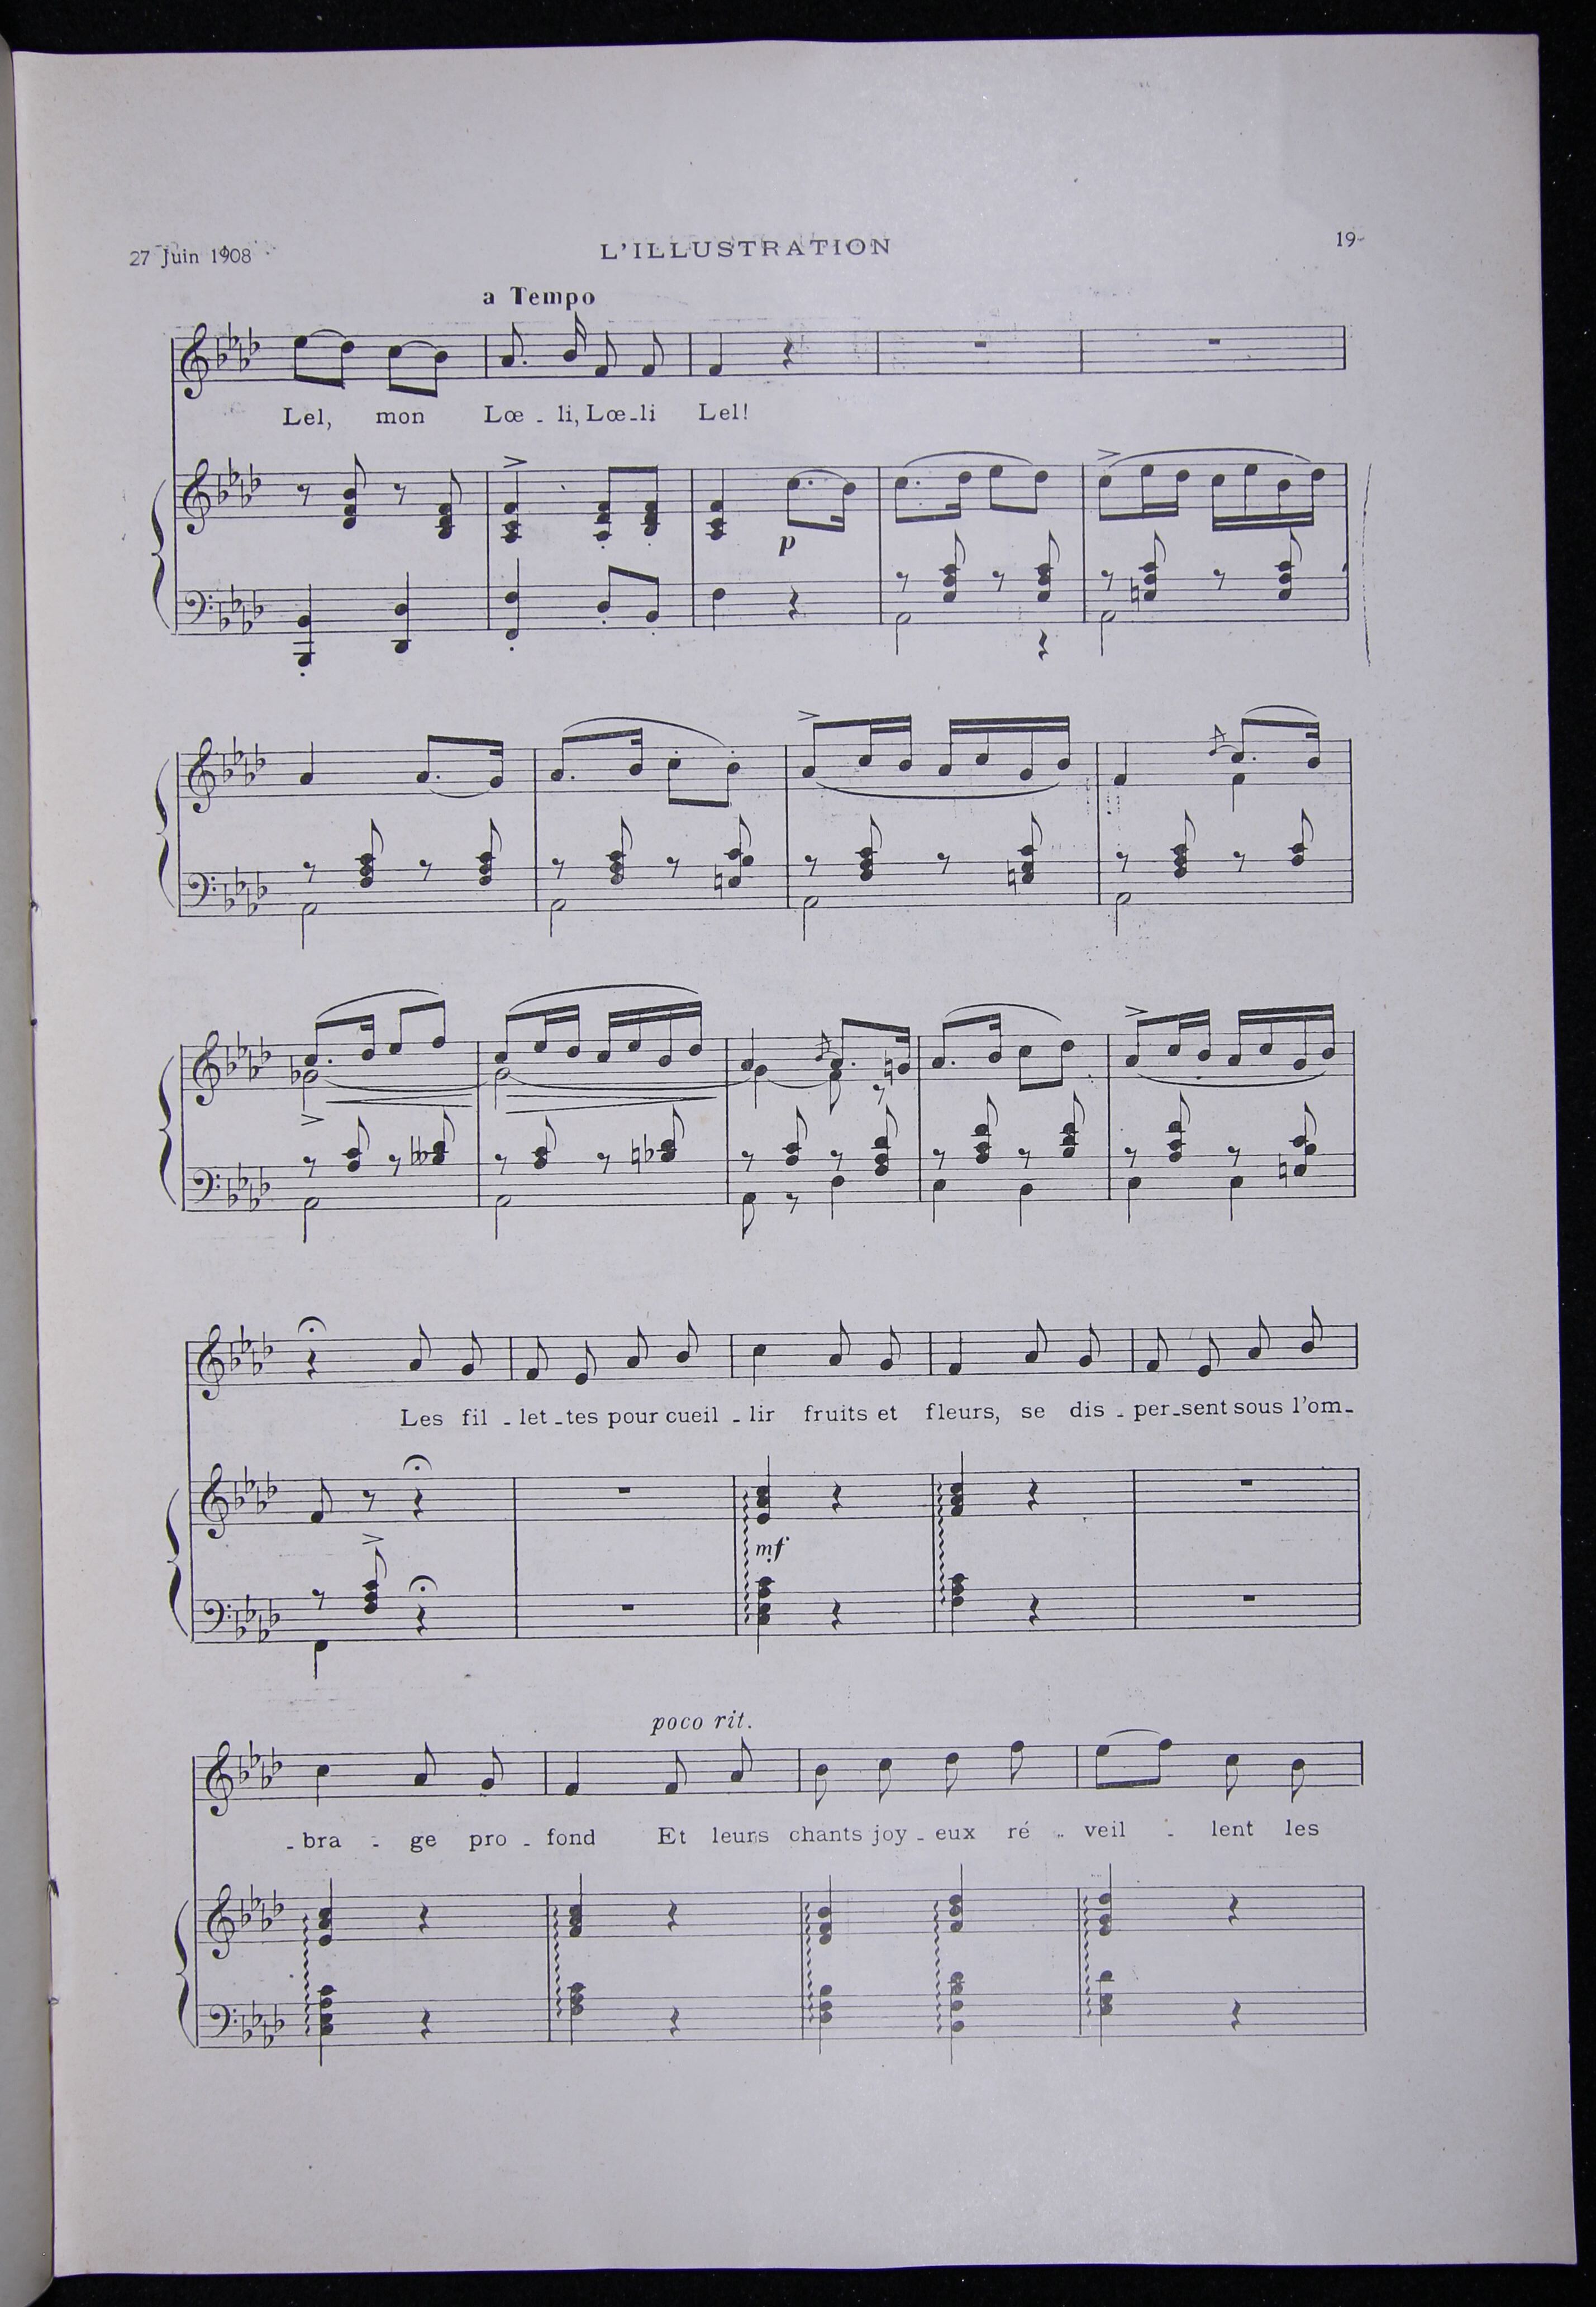 27 Juin 1908 L'ILLUSTRATION 19
a Tempo
Lel, mon Lœ - li, Lœ-li Lel!
p
Les fil - let - tes pour cueil - lir fruits et fleurs, se dis - per - sent sous l'om-
mf
poco rit.
- bra - ge pro - fond Et leurs chants joy - eux ré - veil - lent les